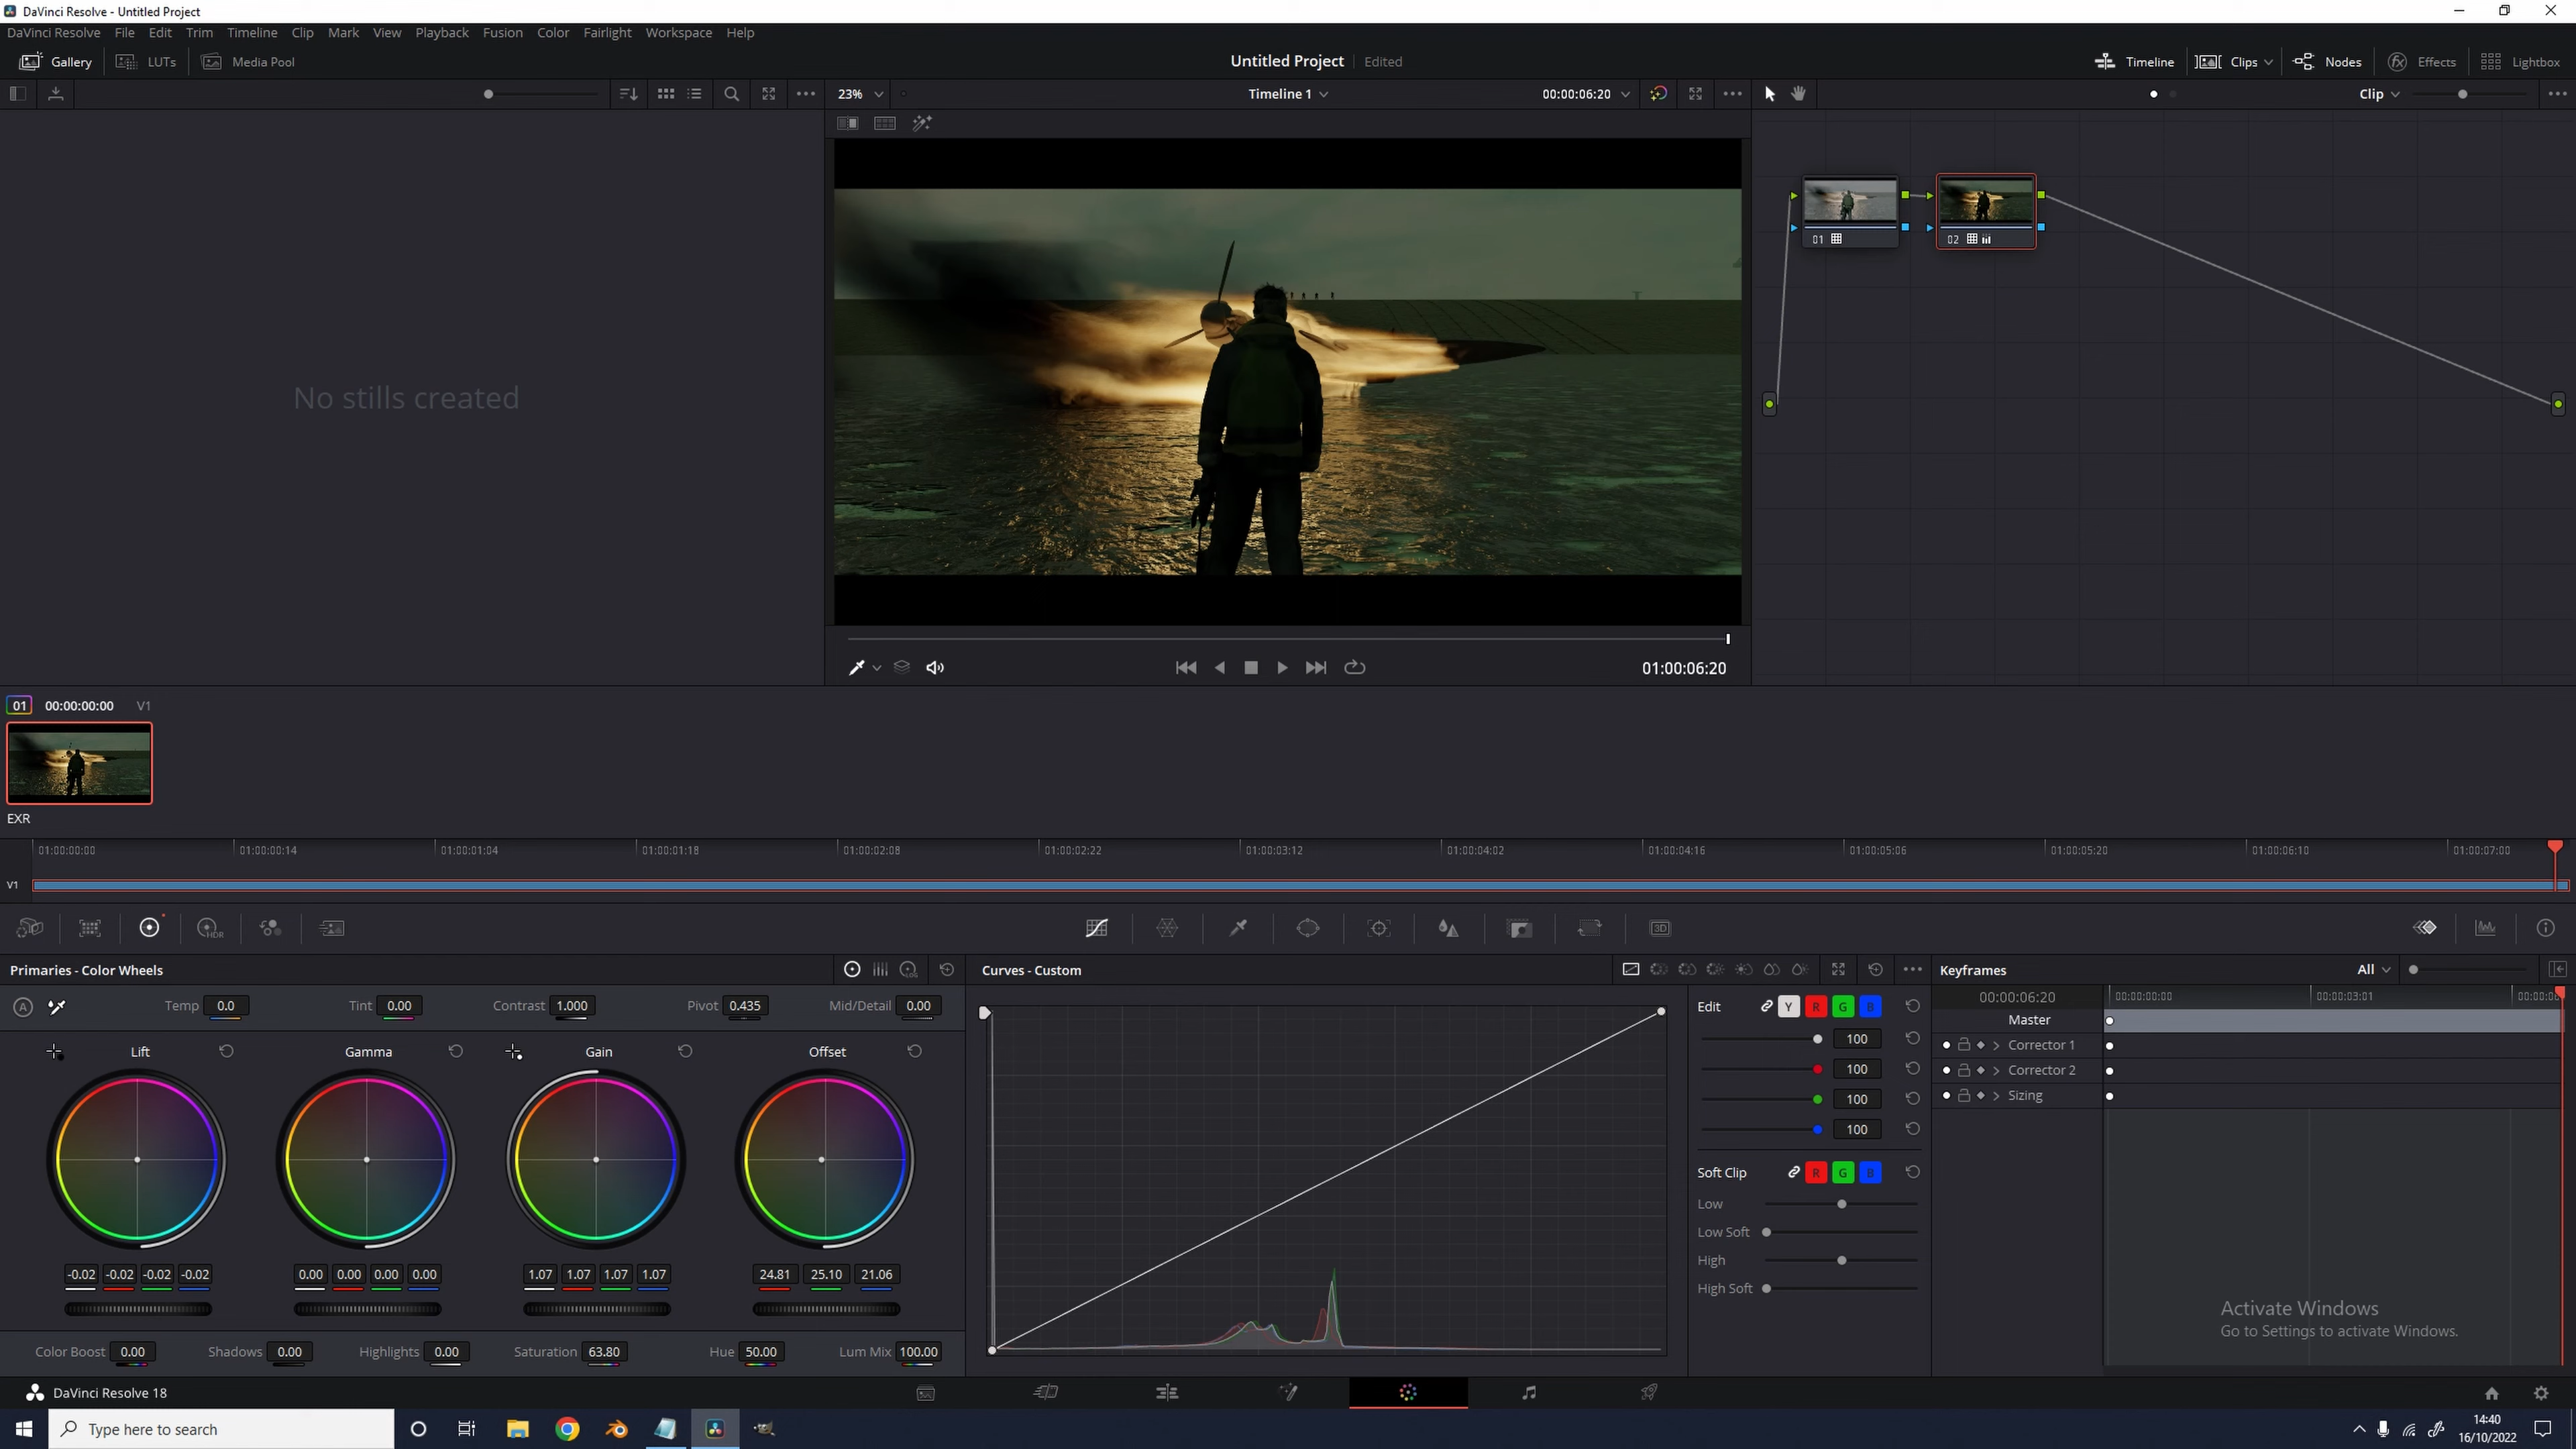 DaVinci Resolve - Untitled Project
DaVinci Resolve File Edit Trim Timeline Clip Mark View Playback Fusion Color Fairlight Workspace Help
Gallery LUTs Media Pool Untitled Project Edited Timeline Clips Nodes Effects Lightbox
23% Timeline 1 00:00:06:20 Clip
No stills created
01
02
01:00:06:20
01 00:00:00:00 V1
EXR
01:00:00:00 01:00:00:14 01:00:01:04 01:00:01:18 01:00:02:08 01:00:02:22 01:00:03:12 01:00:04:02 01:00:04:16 01:00:05:06 01:00:05:20 01:00:06:10 01:00:07:00
V1
HDR
3D
Primaries - Color Wheels
LOG
Curves - Custom
Keyframes All
A Temp 0.0 Tint 0.00 Contrast 1.000 Pivot 0.435 Mid/Detail 0.00
Lift Gamma Gain Offset
-0.02 -0.02 -0.02 -0.02 0.00 0.00 0.00 0.00 1.07 1.07 1.07 1.07 24.81 25.10 21.06
Color Boost 0.00 Shadows 0.00 Highlights 0.00 Saturation 63.80 Hue 50.00 Lum Mix 100.00
Edit Y R G B
100
100
100
100
Soft Clip R G B
Low
Low Soft
High
High Soft
00:00:06:20 00:00:00:00 00:00:03:01 00:00:0
Master
Corrector 1
Corrector 2
Sizing
Activate Windows
Go to Settings to activate Windows.
DaVinci Resolve 18
Type here to search
14:40
16/10/2022